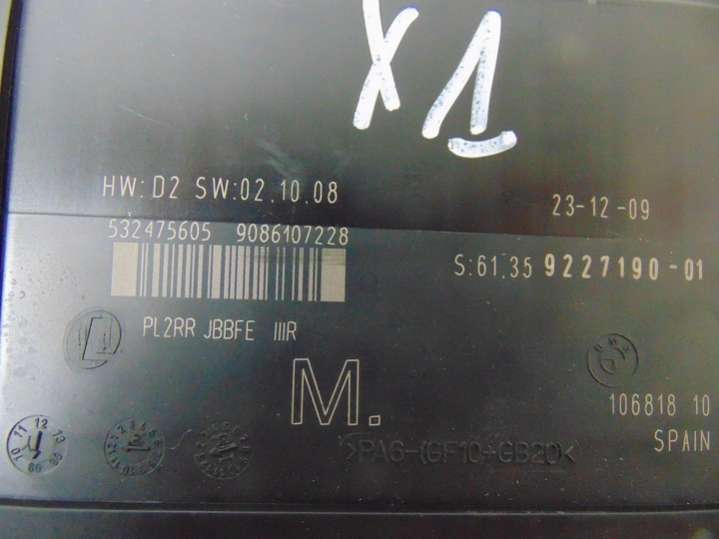 X1
HW:D2 SW:02.10.08
23-12-09
532475605 9086107228
S:61.35 9227190-01
PL2RR JBBFE IIIR
M.
106818 10
SPAIN
>PA6-(GF10+GB20)<